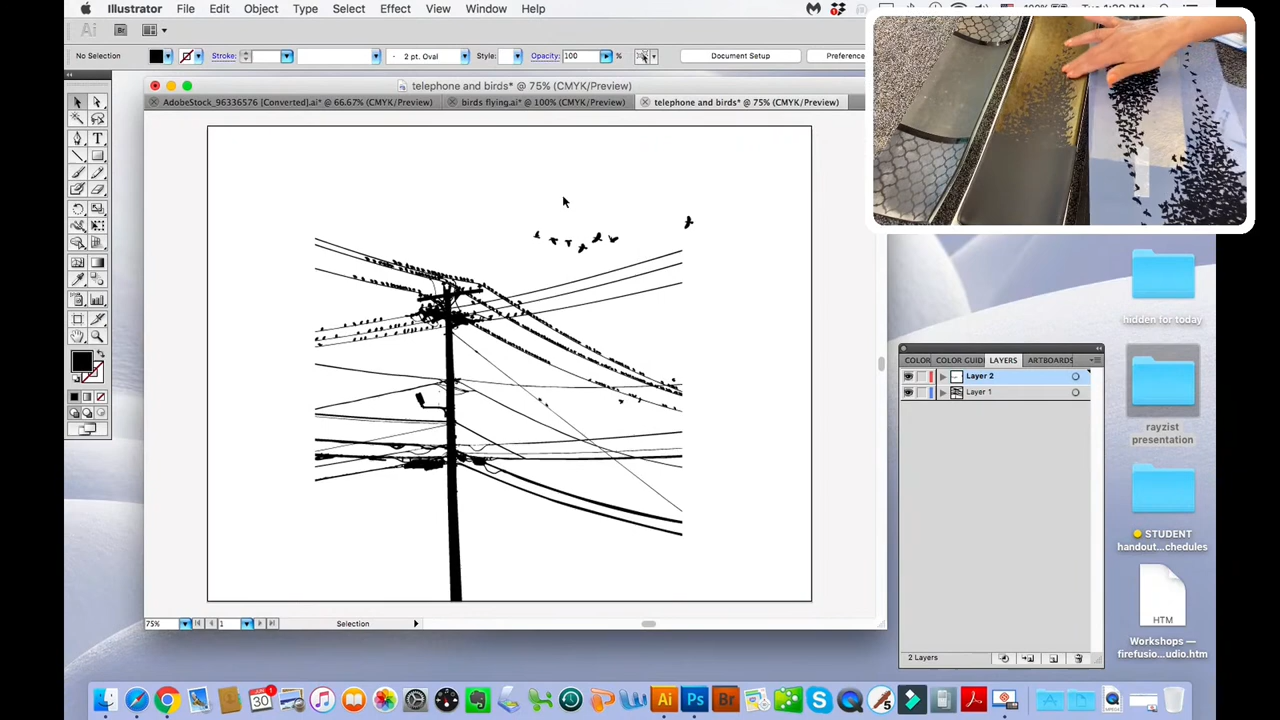 Illustrator File Edit Object Type Select Effect View Window Help
No Selection Stroke: 2 pt. Oval Style: Opacity: 100 % Document Setup Preference
telephone and birds* @ 75% (CMYK/Preview)
AdobeStock_96336576 [Converted].ai* @ 66.67% (CMYK/Preview)
birds flying.ai* @ 100% (CMYK/Preview)
telephone and birds* @ 75% (CMYK/Preview)
hidden for today
COLOR COLOR GUID LAYERS ARTBOARDS
Layer 2
Layer 1
rayzist
presentation
STUDENT
handout...chedules
HTM
Workshops —
firefusio...udio.htm
75% 1 Selection
2 Layers
JUN
30